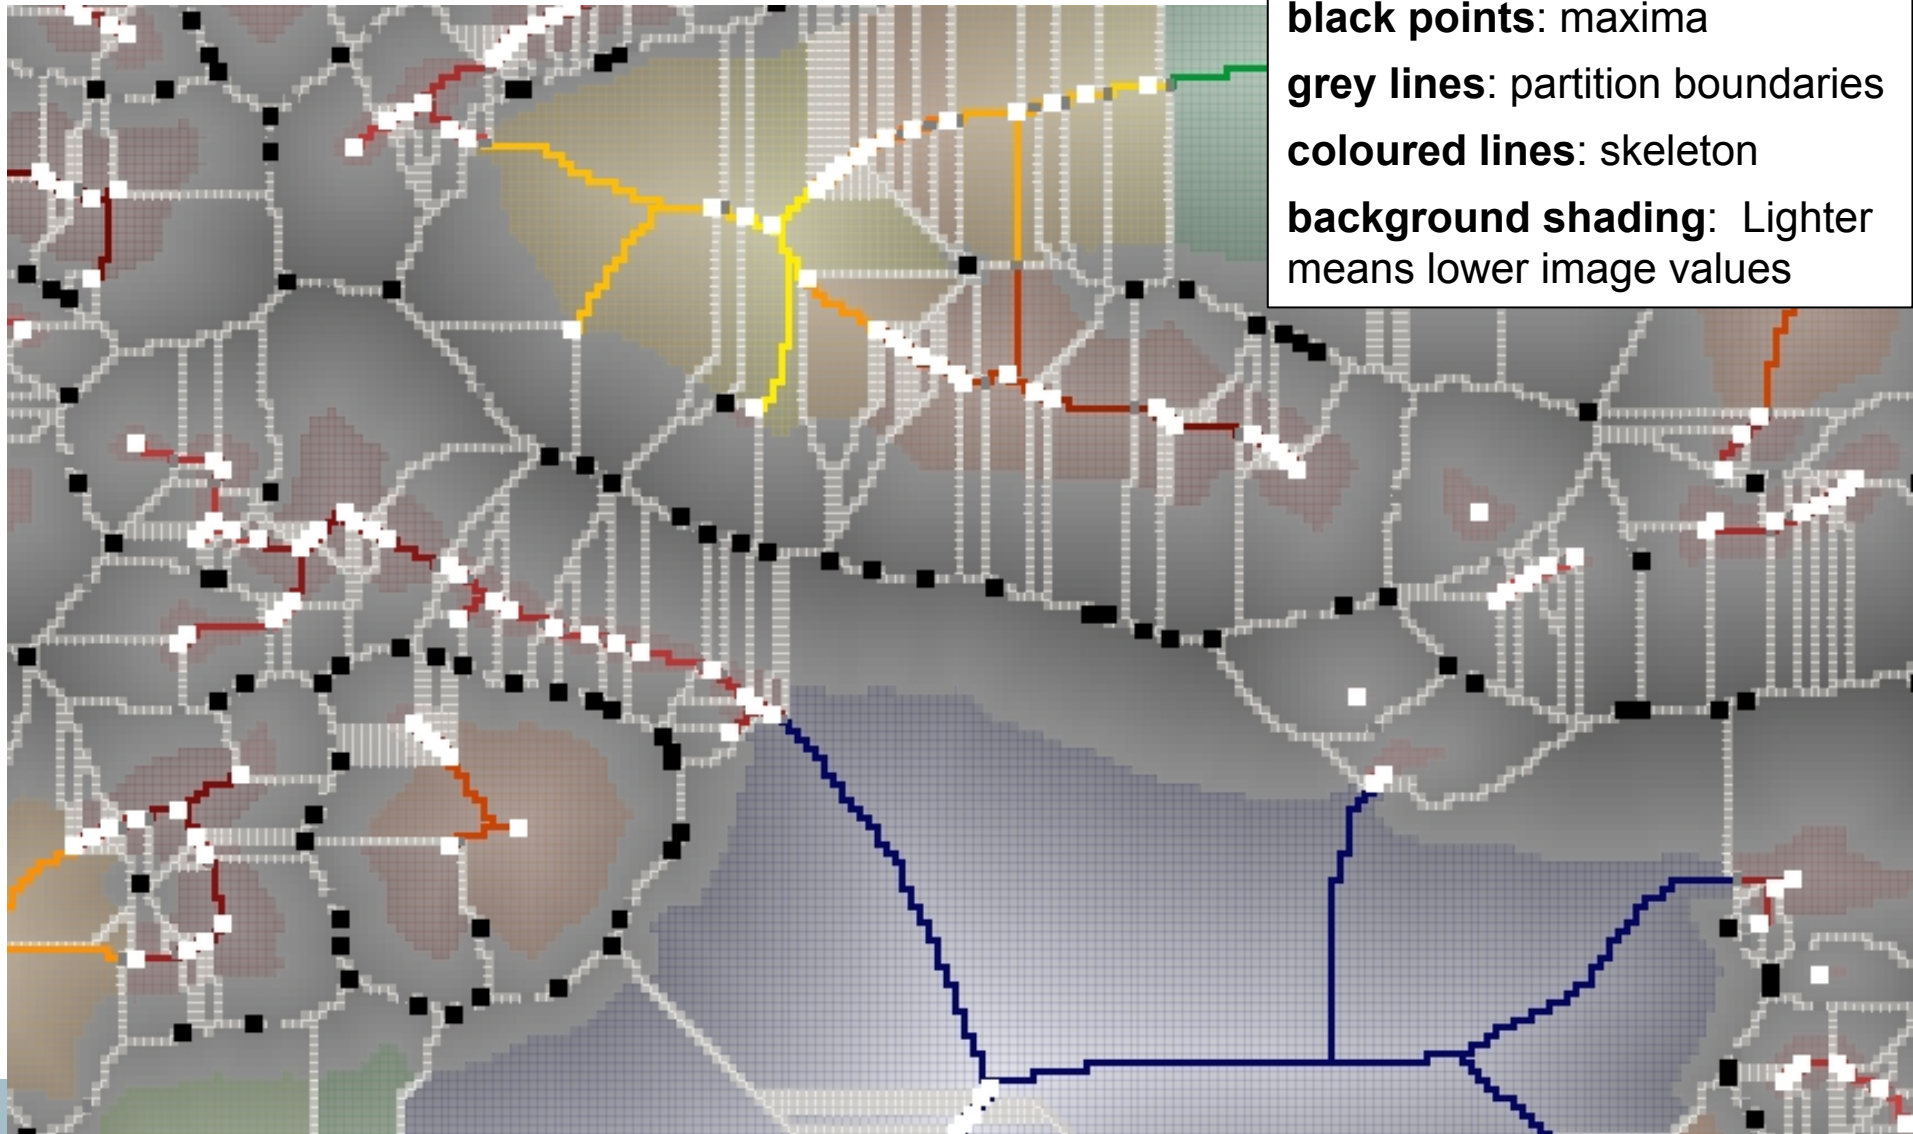 black points: maxima
grey lines: partition boundaries
coloured lines: skeleton
background shading: Lighter
means lower image values